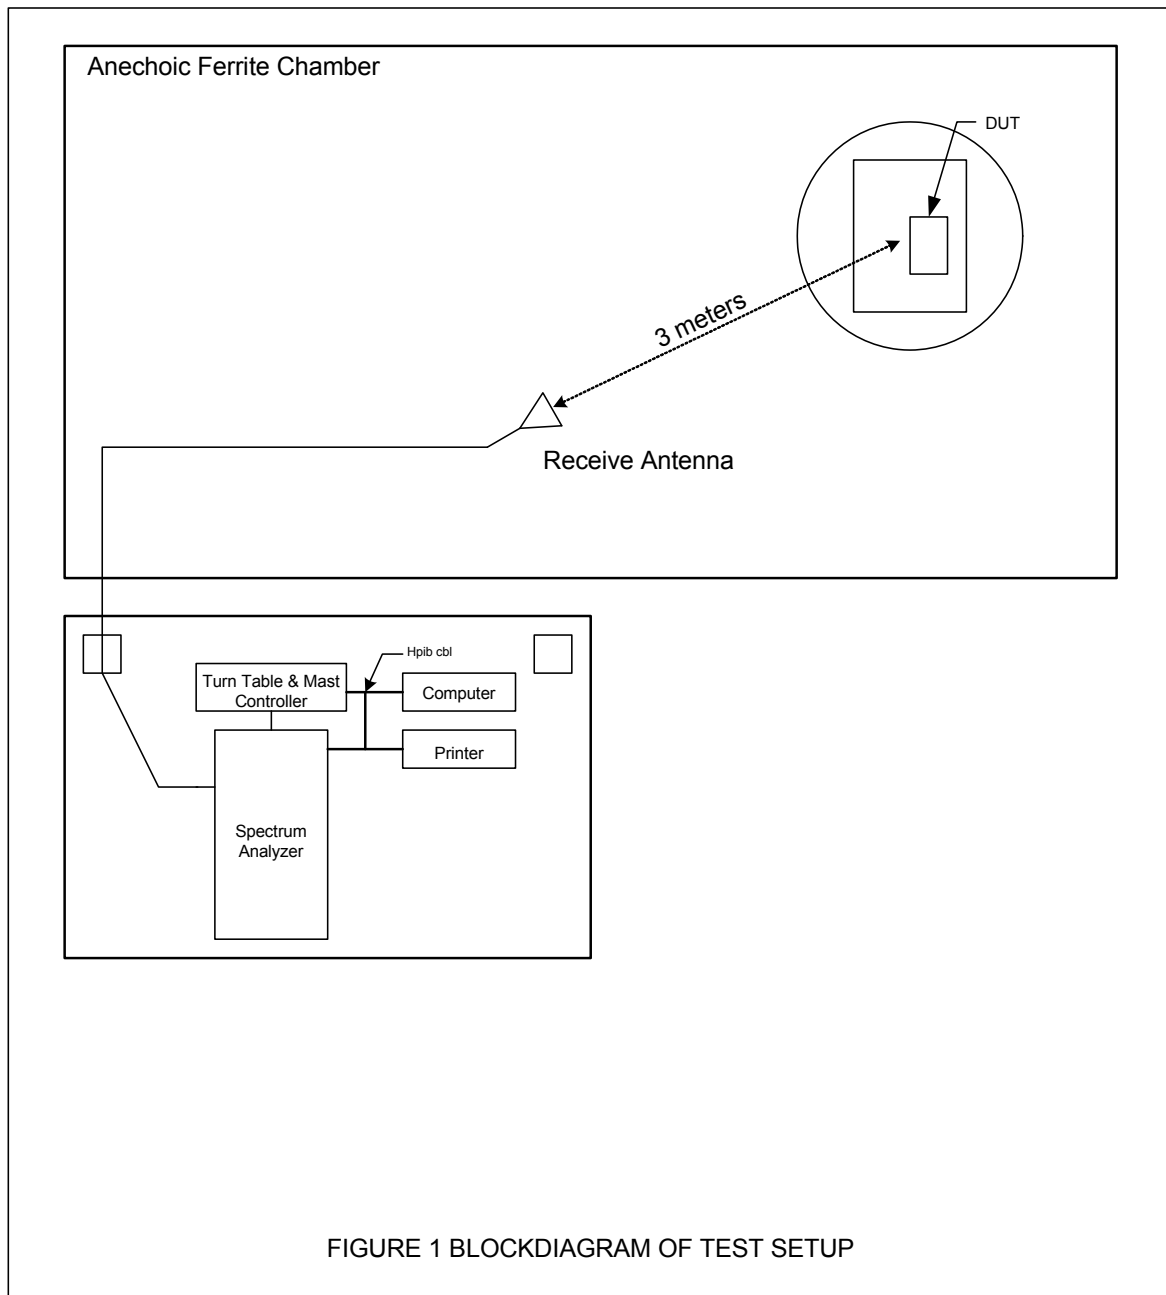 Anechoic Ferrite Chamber
DUT
3 meters
Receive Antenna
Hpib cbl
Turn Table & Mast
Controller
Computer
Printer
Spectrum
Analyzer
FIGURE 1 BLOCKDIAGRAM OF TEST SETUP